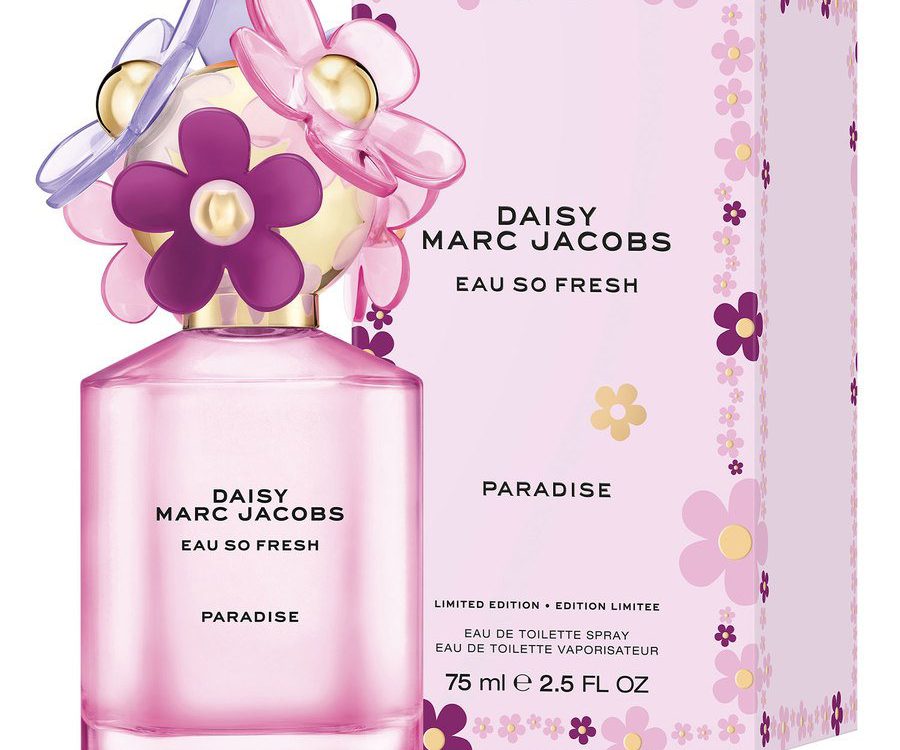 DAISY
MARC JACOBS
EAU SO FRESH
PARADISE
DAISY
MARC JACOBS
EAU SO FRESH
PARADISE
LIMITED EDITION • EDITION LIMITEE
EAU DE TOILETTE SPRAY
EAU DE TOILETTE VAPORISATEUR
75 ml ℮ 2.5 FL OZ